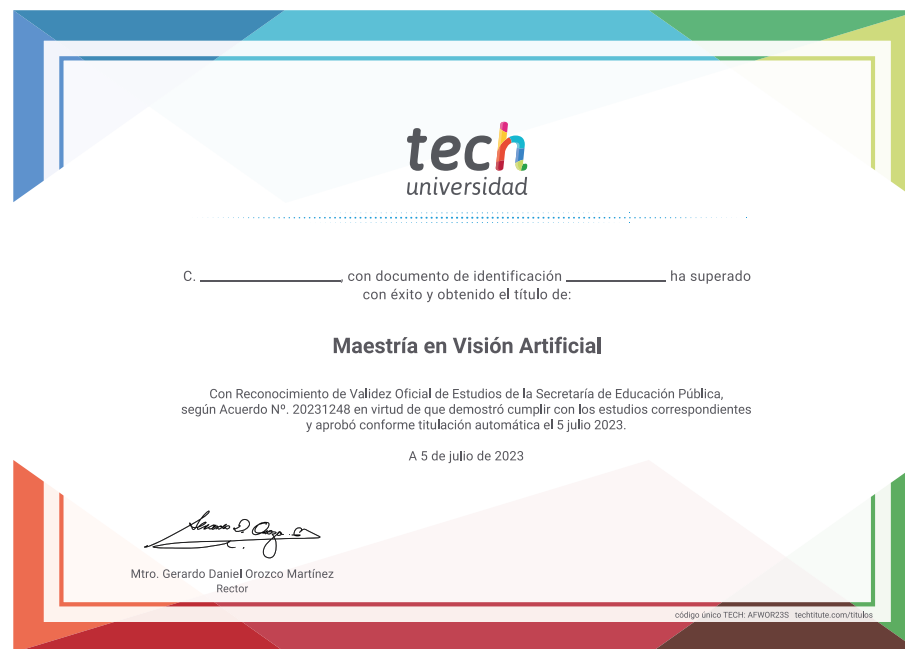 tech
universidad
C. ____________________, con documento de identificación ______________ ha superado
con éxito y obtenido el título de:
Maestría en Visión Artificial
Con Reconocimiento de Validez Oficial de Estudios de la Secretaría de Educación Pública,
según Acuerdo Nº. 20231248 en virtud de que demostró cumplir con los estudios correspondientes
y aprobó conforme titulación automática el 5 julio 2023.
A 5 de julio de 2023
Mtro. Gerardo Daniel Orozco Martínez
Rector
código único TECH: AFWOR23S techtitute.com/titulos